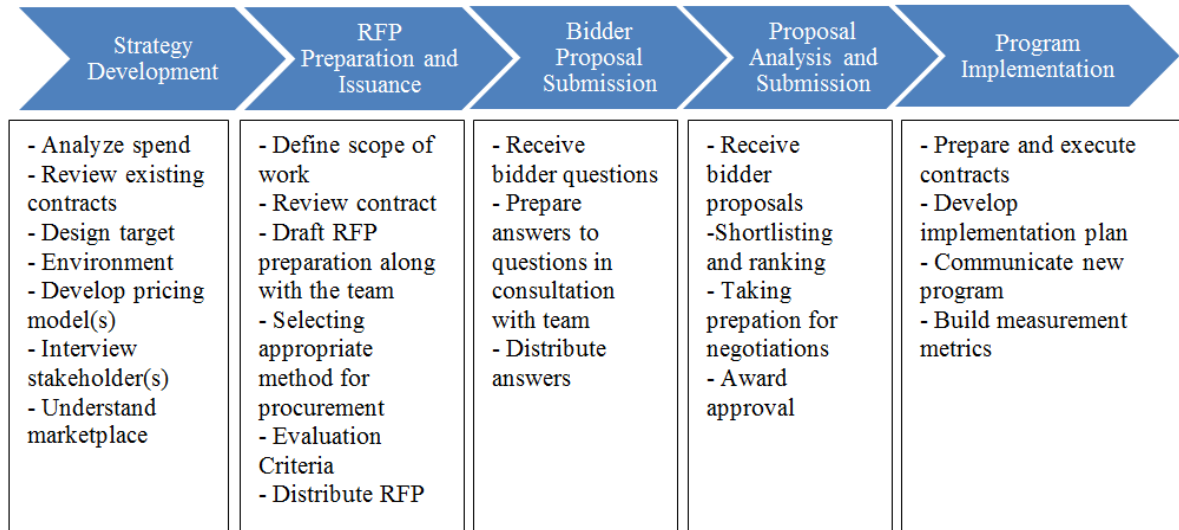 Strategy
Development
RFP
Preparation and
Issuance
Bidder
Proposal
Submission
Proposal
Analysis and
Submission
Program
Implementation
- Analyze spend
- Review existing
contracts
- Design target
- Environment
- Develop pricing
model(s)
- Interview
stakeholder(s)
- Understand
marketplace
- Define scope of
work
- Review contract
- Draft RFP
preparation along
with the team
- Selecting
appropriate
method for
procurement
- Evaluation
Criteria
- Distribute RFP
- Receive
bidder questions
- Prepare
answers to
questions in
consultation
with team
- Distribute
answers
- Receive
bidder
proposals
-Shortlisting
and ranking
- Taking
prepation for
negotiations
- Award
approval
- Prepare and execute
contracts
- Develop
implementation plan
- Communicate new
program
- Build measurement
metrics